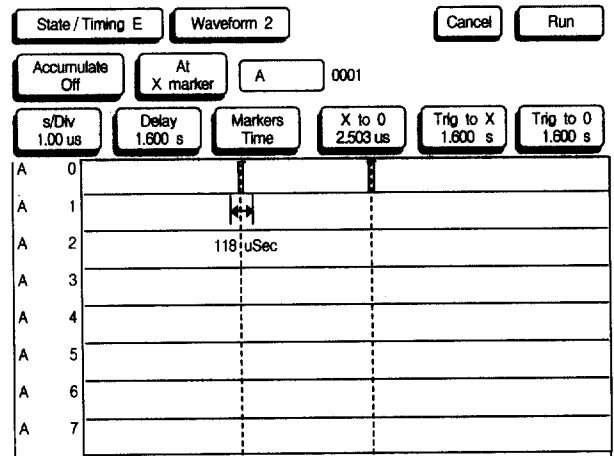 State / Timing E Waveform 2 Cancel Run
Accumulate Off At X marker A 0001
s/Div 1.00 us Delay 1.600 s Markers Time X to 0 2.503 us Trig to X 1.600 s Trig to 0 1.600 s
A 0
A 1
A 2 118 uSec
A 3
A 4
A 5
A 6
A 7